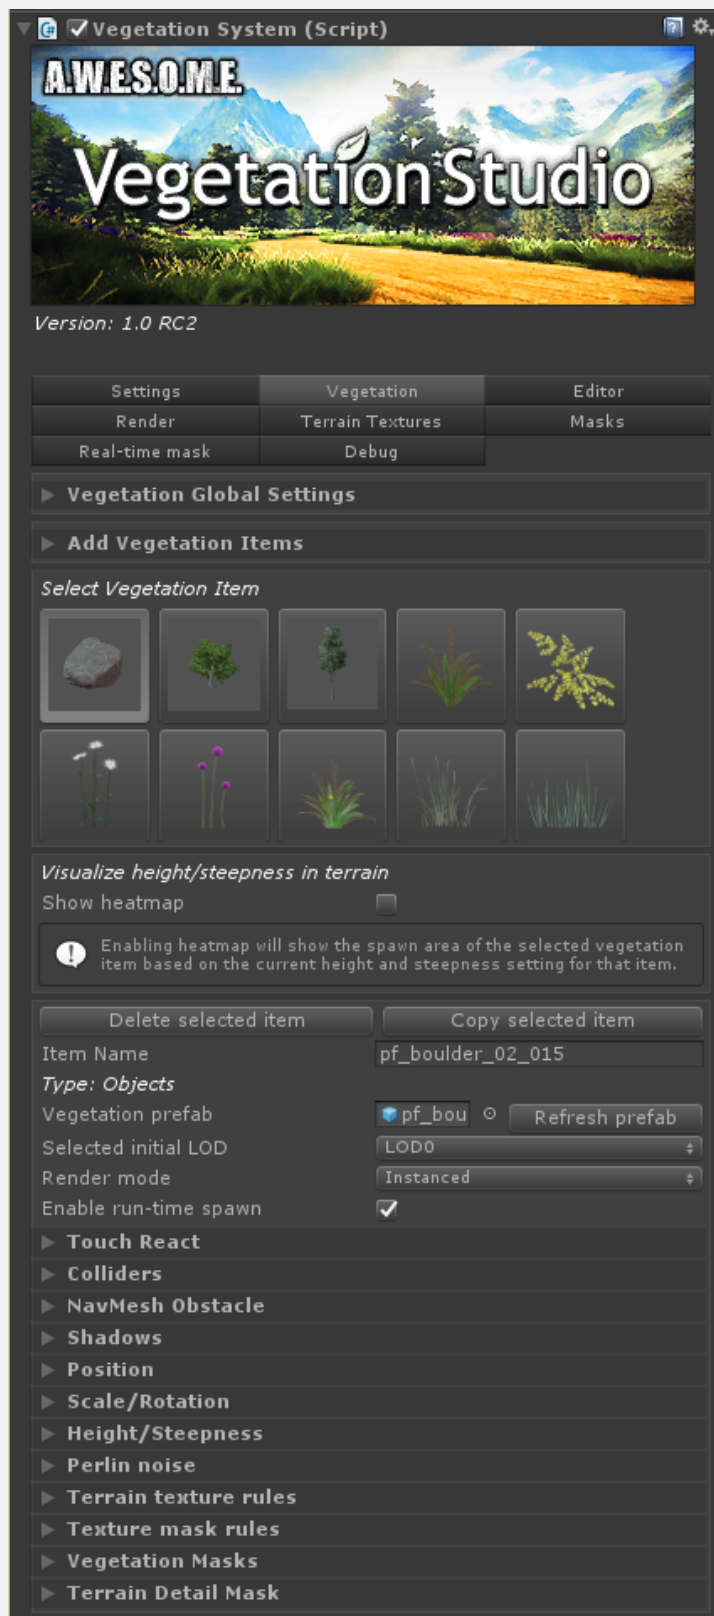 Vegetation System (Script)
A.W.E.S.O.M.E.
Vegetation Studio
Version: 1.0 RC2
Settings Vegetation Editor
Render Terrain Textures Masks
Real-time mask Debug
Vegetation Global Settings
Add Vegetation Items
Select Vegetation Item
Visualize height/steepness in terrain
Show heatmap
Enabling heatmap will show the spawn area of the selected vegetation
item based on the current height and steepness setting for that item.
Delete selected item Copy selected item
Item Name pf_boulder_02_015
Type: Objects
Vegetation prefab pf_bou Refresh prefab
Selected initial LOD LOD0
Render mode Instanced
Enable run-time spawn
Touch React
Colliders
NavMesh Obstacle
Shadows
Position
Scale/Rotation
Height/Steepness
Perlin noise
Terrain texture rules
Texture mask rules
Vegetation Masks
Terrain Detail Mask